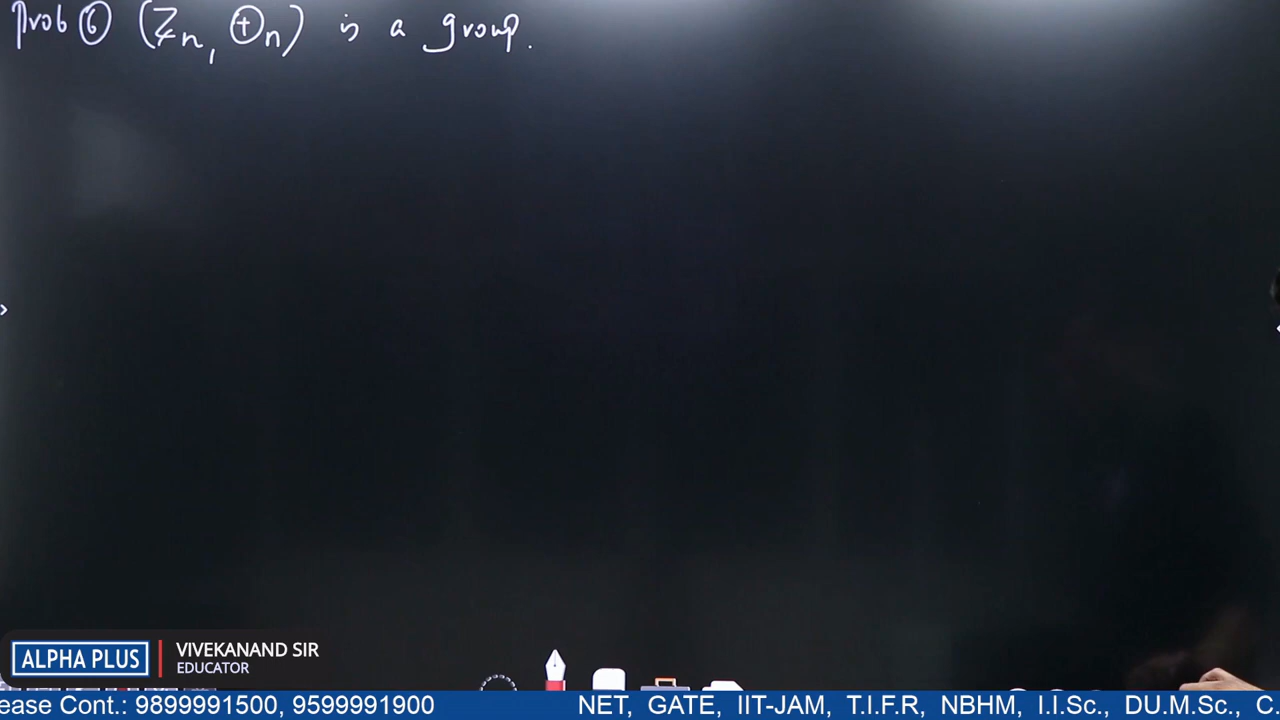 Prob ⑥ (Zn, ⊕n) is a group.
ALPHA PLUS
VIVEKANAND SIR
EDUCATOR
ease Cont.: 9899991500, 9599991900 NET, GATE, IIT-JAM, T.I.F.R, NBHM, I.I.Sc., DU.M.Sc., C.